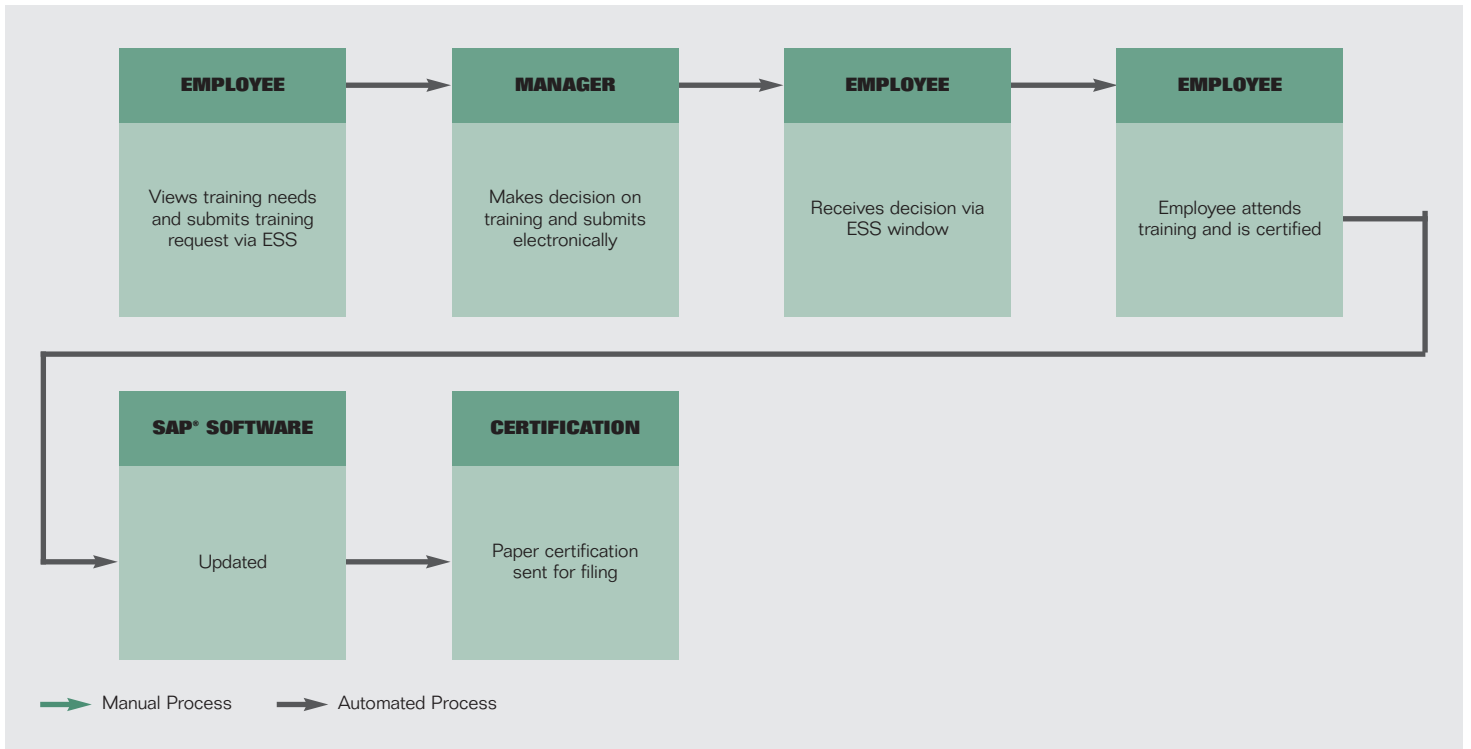 EMPLOYEE
Views training needs
and submits training
request via ESS
MANAGER
Makes decision on
training and submits
electronically
EMPLOYEE
Receives decision via
ESS window
EMPLOYEE
Employee attends
training and is certified
SAP® SOFTWARE
Updated
CERTIFICATION
Paper certification
sent for filing
Manual Process
Automated Process